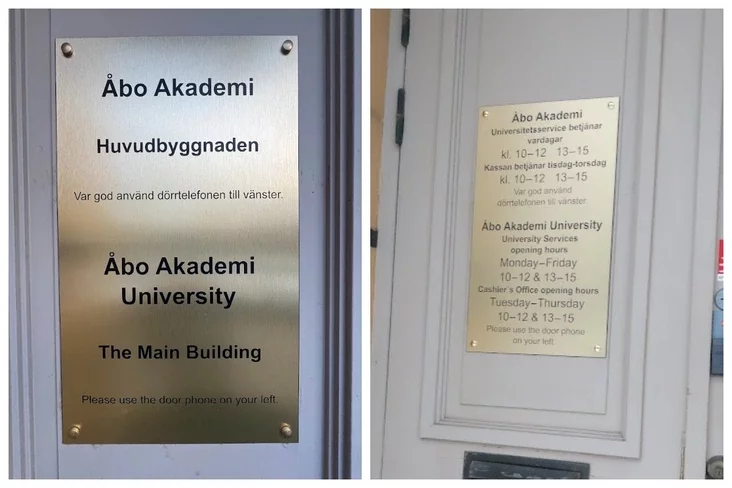 Åbo Akademi
Huvudbyggnaden
Var god använd dörrtelefonen till vänster.
Åbo Akademi
University
The Main Building
Please use the door phone on your left.
Åbo Akademi
Universitetsservice betjänar
vardagar
kl. 10–12 13–15
Kassan betjänar tisdag-torsdag
kl. 10–12 13–15
Var god använd
dörrtelefonen till vänster.
Åbo Akademi University
University Services
opening hours
Monday–Friday
10–12 & 13–15
Cashier´s Office opening hours
Tuesday–Thursday
10–12 & 13–15
Please use the door phone
on your left.